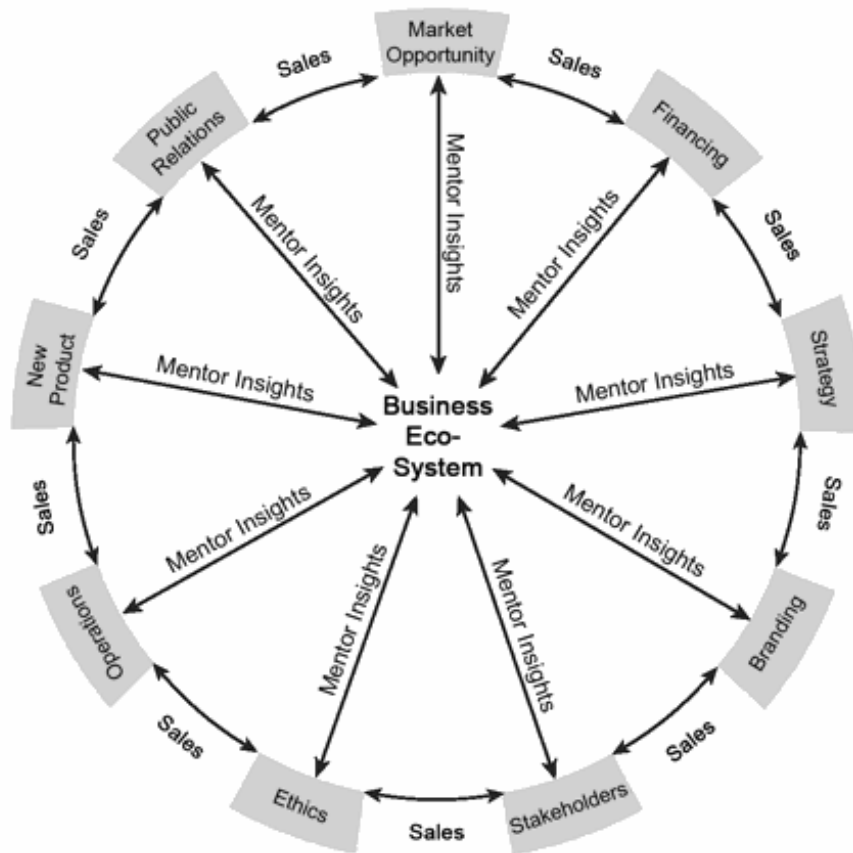 Market
Opportunity
Sales
Financing
Sales
Strategy
Sales
Branding
Sales
Stakeholders
Sales
Ethics
Sales
Operations
Sales
New
Product
Sales
Public
Relations
Sales
Mentor Insights
Mentor Insights
Mentor Insights
Mentor Insights
Mentor Insights
Mentor Insights
Mentor Insights
Mentor Insights
Mentor Insights
Business
Eco-
System